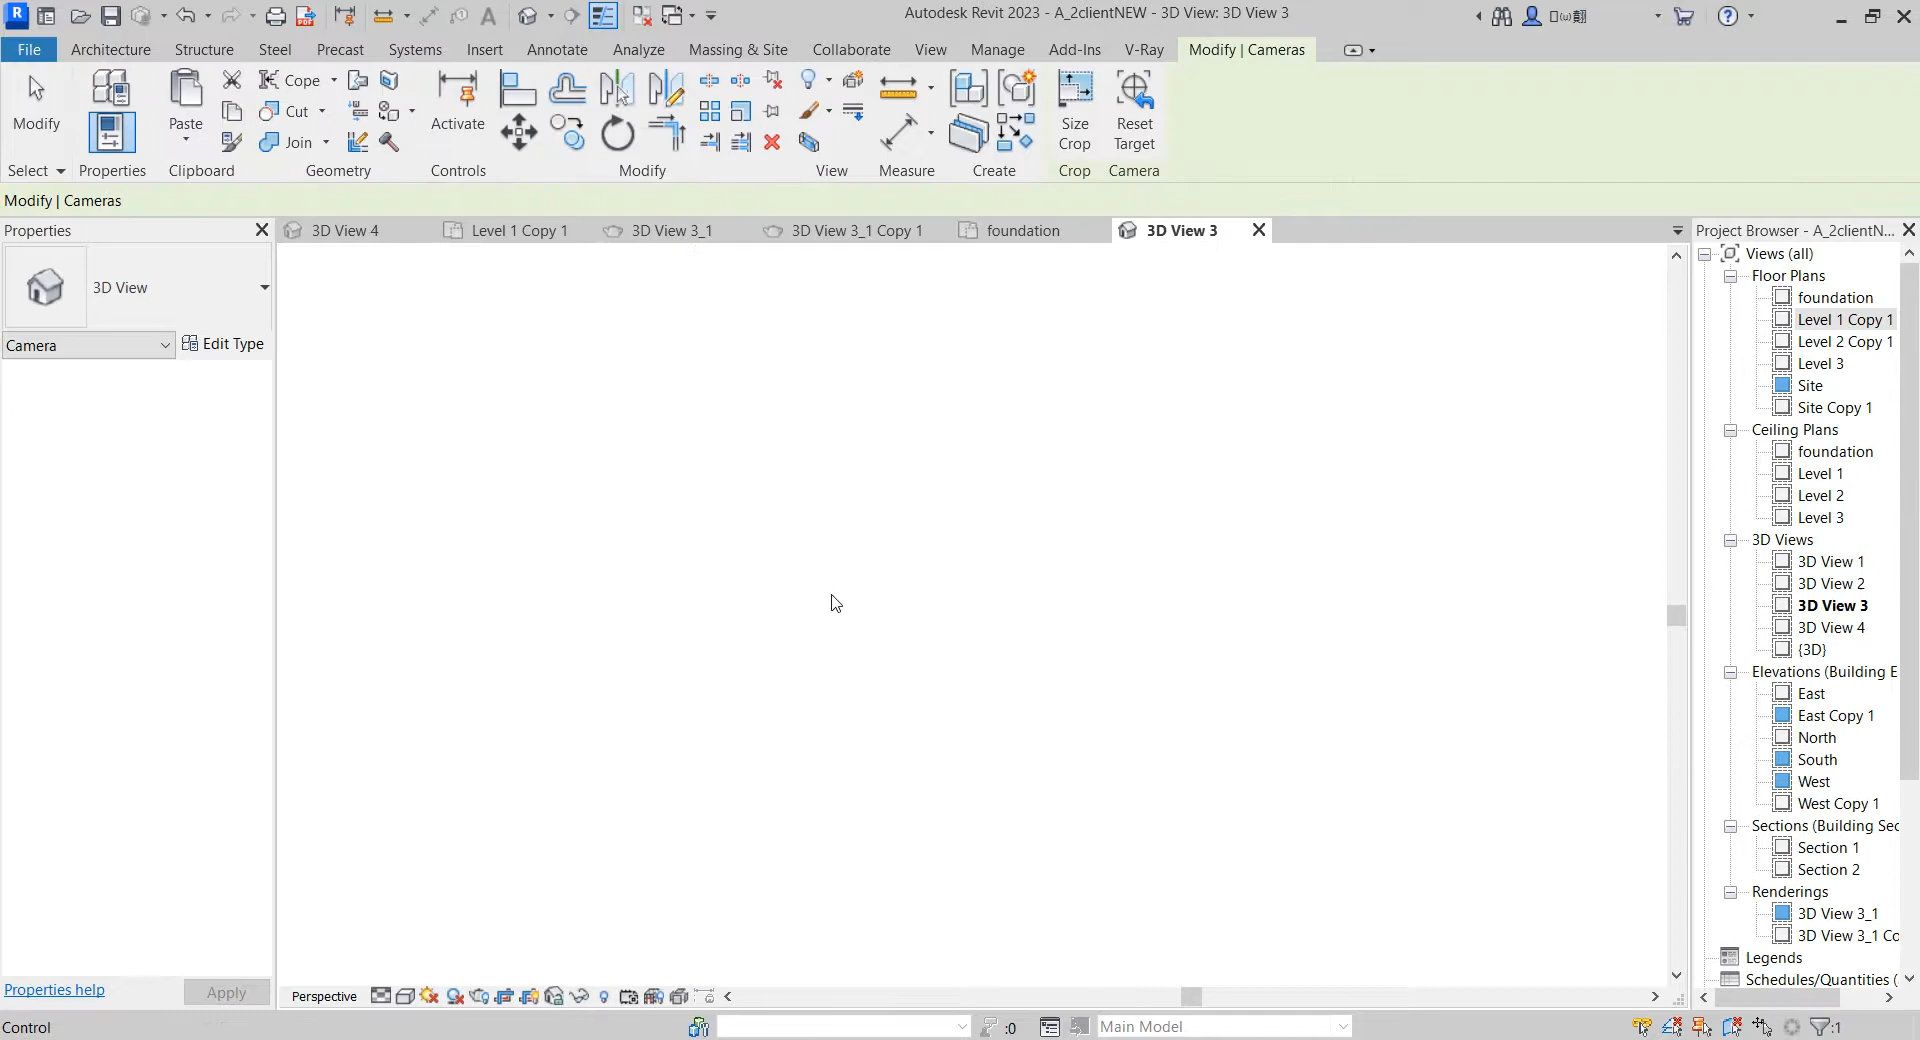 Autodesk Revit 2023 - A_2clientNEW - 3D View: 3D View 3
File Architecture Structure Steel Precast Systems Insert Annotate Analyze Massing & Site Collaborate View Manage Add-Ins V-Ray Modify | Cameras
Modify Paste Cope Cut Join Activate Size Crop Reset Target
Select Properties Clipboard Geometry Controls Modify View Measure Create Crop Camera
Modify | Cameras
Properties
3D View 4 Level 1 Copy 1 3D View 3_1 3D View 3_1 Copy 1 foundation 3D View 3
Project Browser - A_2clientN...
3D View
Camera Edit Type
Views (all)
Floor Plans
foundation
Level 1 Copy 1
Level 2 Copy 1
Level 3
Site
Site Copy 1
Ceiling Plans
foundation
Level 1
Level 2
Level 3
3D Views
3D View 1
3D View 2
3D View 3
3D View 4
{3D}
Elevations (Building E
East
East Copy 1
North
South
West
West Copy 1
Sections (Building Sec
Section 1
Section 2
Renderings
3D View 3_1
3D View 3_1 Co
Legends
Schedules/Quantities (
Properties help Apply
Perspective
Control
:0 Main Model :1